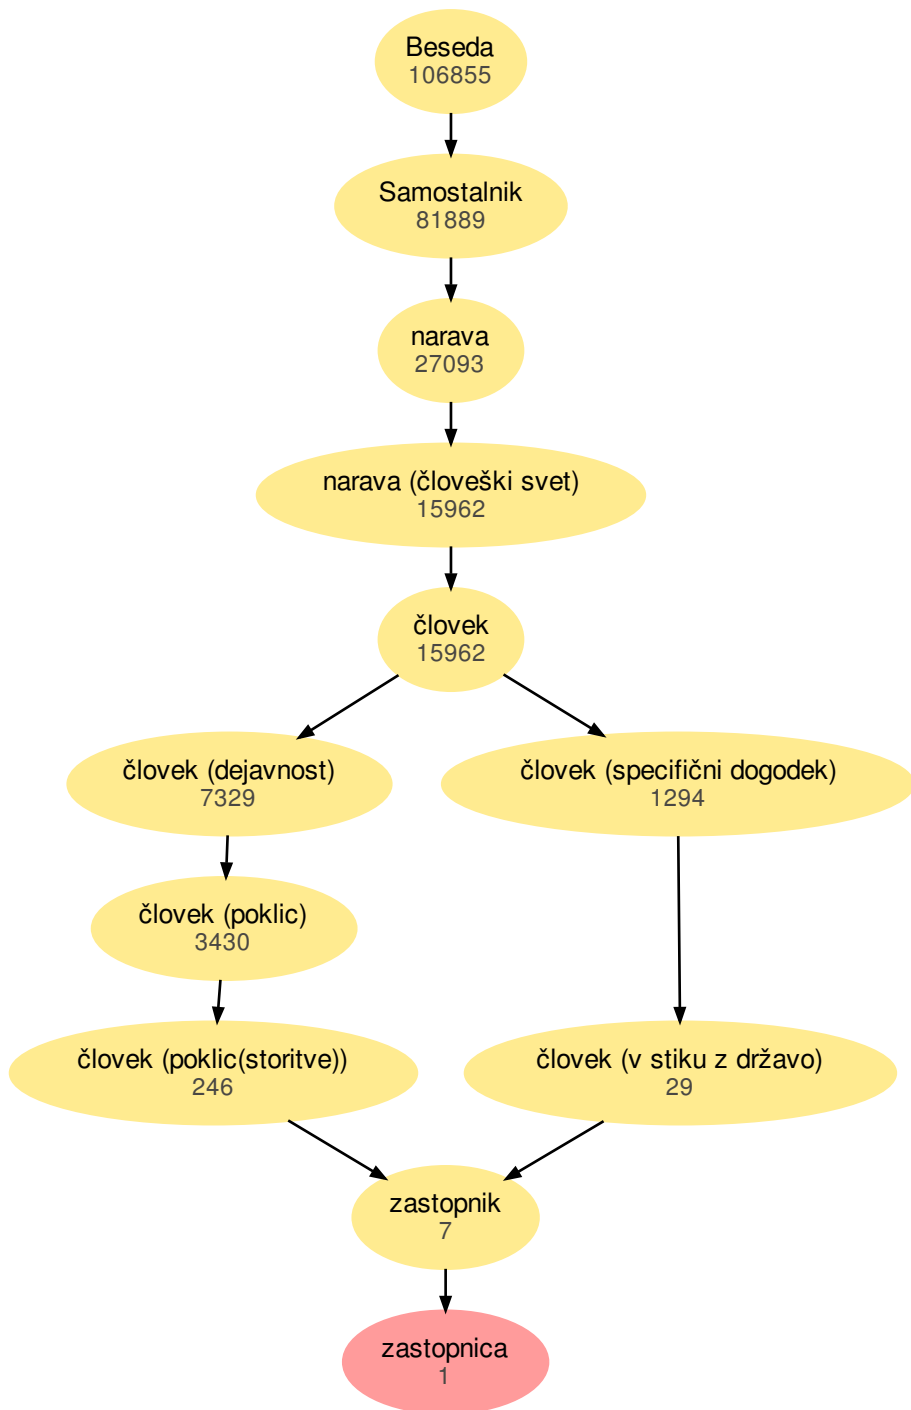 Beseda
106855
Samostalnik
81889
narava
27093
narava (človeški svet)
15962
človek
15962
človek (dejavnost)
7329
človek (specifični dogodek)
1294
človek (poklic)
3430
človek (poklic(storitve))
246
človek (v stiku z državo)
29
zastopnik
7
zastopnica
1